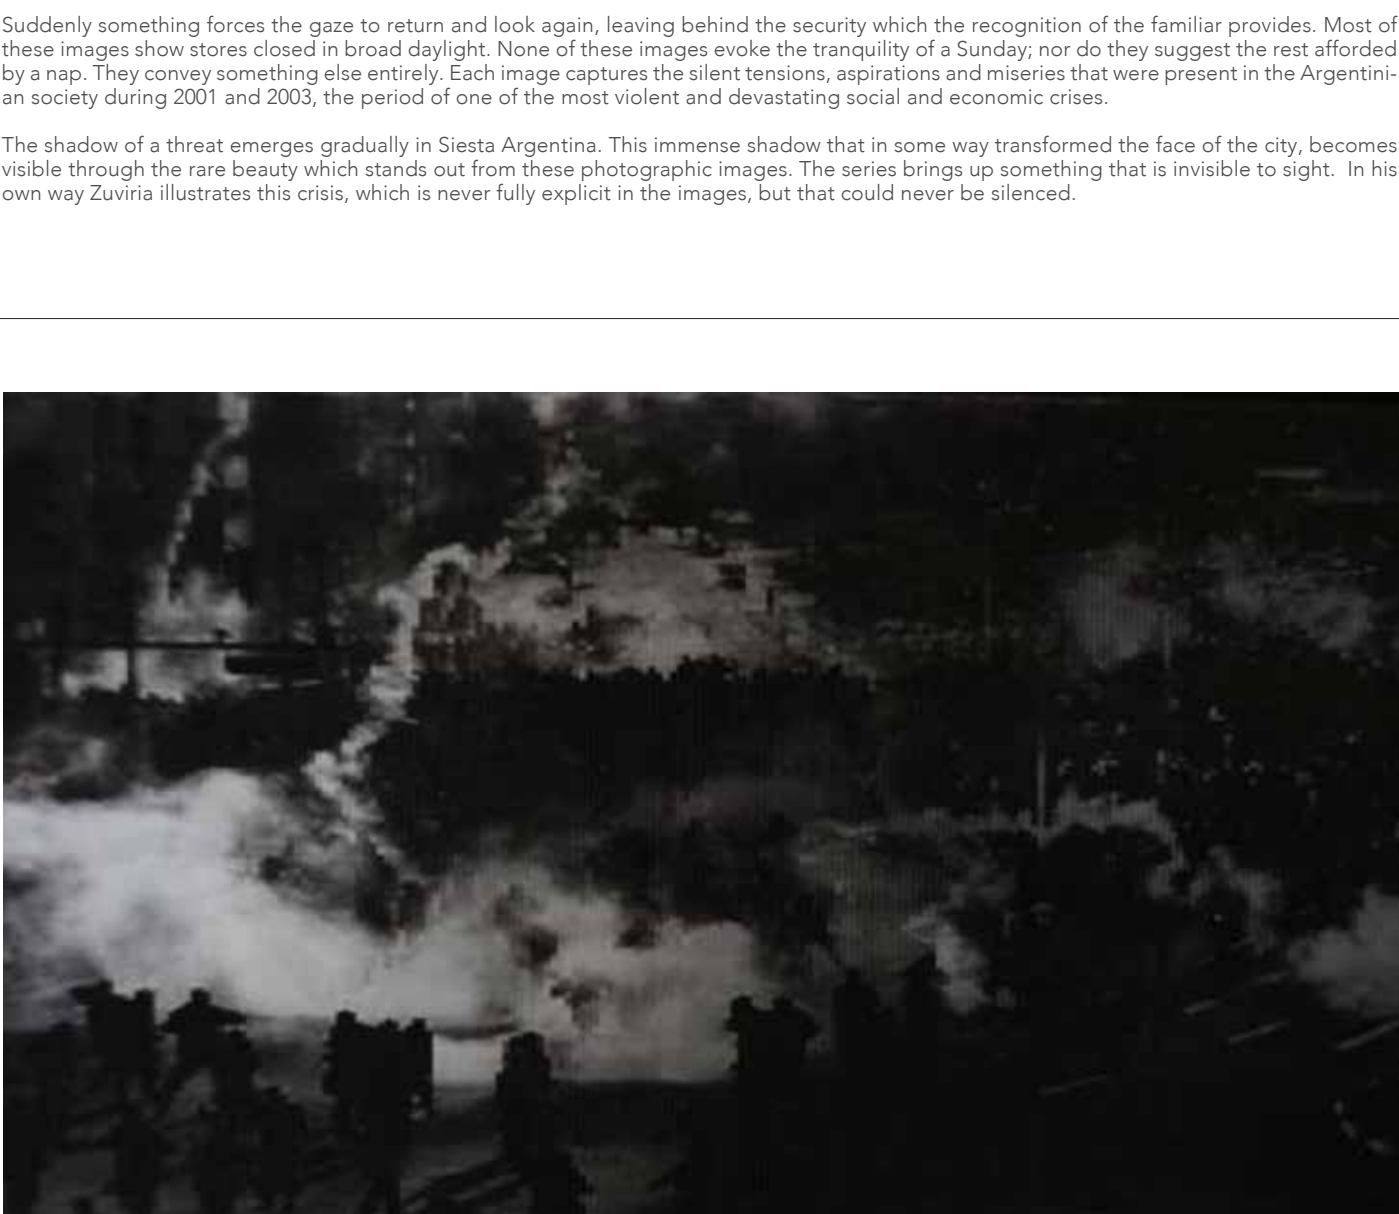 Suddenly something forces the gaze to return and look again, leaving behind the security which the recognition of the familiar provides. Most of
these images show stores closed in broad daylight. None of these images evoke the tranquility of a Sunday; nor do they suggest the rest afforded
by a nap. They convey something else entirely. Each image captures the silent tensions, aspirations and miseries that were present in the Argentini-
an society during 2001 and 2003, the period of one of the most violent and devastating social and economic crises.
The shadow of a threat emerges gradually in Siesta Argentina. This immense shadow that in some way transformed the face of the city, becomes
visible through the rare beauty which stands out from these photographic images. The series brings up something that is invisible to sight. In his
own way Zuviria illustrates this crisis, which is never fully explicit in the images, but that could never be silenced.